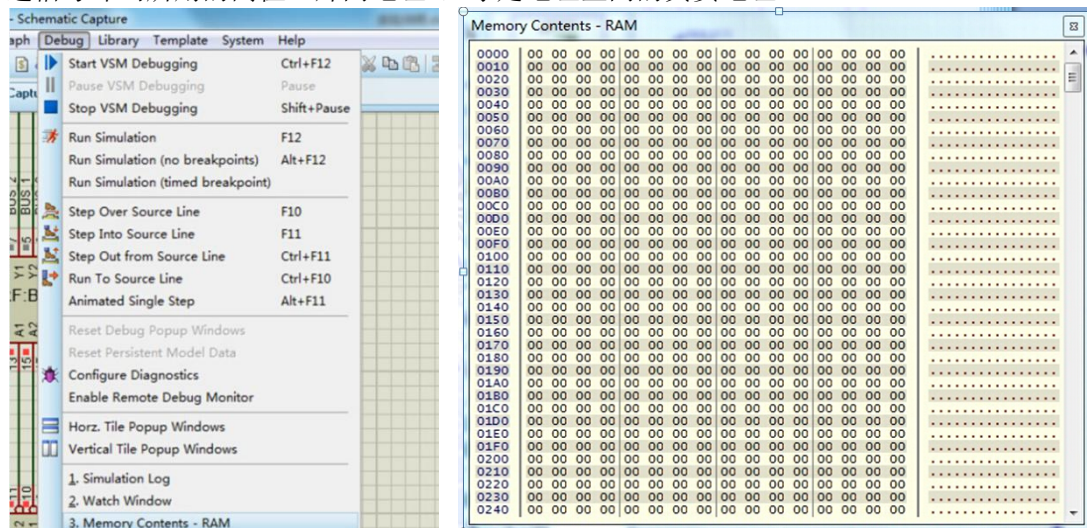 - Schematic Capture
aph Debug Library Template System Help
Start VSM Debugging Ctrl+F12
Pause VSM Debugging Pause
Stop VSM Debugging Shift+Pause
Run Simulation F12
Run Simulation (no breakpoints) Alt+F12
Run Simulation (timed breakpoint)
Step Over Source Line F10
Step Into Source Line F11
Step Out from Source Line Ctrl+F11
Run To Source Line Ctrl+F10
Animated Single Step Alt+F11
Reset Debug Popup Windows
Reset Persistent Model Data
Configure Diagnostics
Enable Remote Debug Monitor
Horz. Tile Popup Windows
Vertical Tile Popup Windows
1. Simulation Log
2. Watch Window
3. Memory Contents - RAM
Memory Contents - RAM
0000 00 00 00 00 00 00 00 00 00 00 00 00 00 00 00 00 ................
0010 00 00 00 00 00 00 00 00 00 00 00 00 00 00 00 00 ................
0020 00 00 00 00 00 00 00 00 00 00 00 00 00 00 00 00 ................
0030 00 00 00 00 00 00 00 00 00 00 00 00 00 00 00 00 ................
0040 00 00 00 00 00 00 00 00 00 00 00 00 00 00 00 00 ................
0050 00 00 00 00 00 00 00 00 00 00 00 00 00 00 00 00 ................
0060 00 00 00 00 00 00 00 00 00 00 00 00 00 00 00 00 ................
0070 00 00 00 00 00 00 00 00 00 00 00 00 00 00 00 00 ................
0080 00 00 00 00 00 00 00 00 00 00 00 00 00 00 00 00 ................
0090 00 00 00 00 00 00 00 00 00 00 00 00 00 00 00 00 ................
00A0 00 00 00 00 00 00 00 00 00 00 00 00 00 00 00 00 ................
00B0 00 00 00 00 00 00 00 00 00 00 00 00 00 00 00 00 ................
00C0 00 00 00 00 00 00 00 00 00 00 00 00 00 00 00 00 ................
00D0 00 00 00 00 00 00 00 00 00 00 00 00 00 00 00 00 ................
00E0 00 00 00 00 00 00 00 00 00 00 00 00 00 00 00 00 ................
00F0 00 00 00 00 00 00 00 00 00 00 00 00 00 00 00 00 ................
0100 00 00 00 00 00 00 00 00 00 00 00 00 00 00 00 00 ................
0110 00 00 00 00 00 00 00 00 00 00 00 00 00 00 00 00 ................
0120 00 00 00 00 00 00 00 00 00 00 00 00 00 00 00 00 ................
0130 00 00 00 00 00 00 00 00 00 00 00 00 00 00 00 00 ................
0140 00 00 00 00 00 00 00 00 00 00 00 00 00 00 00 00 ................
0150 00 00 00 00 00 00 00 00 00 00 00 00 00 00 00 00 ................
0160 00 00 00 00 00 00 00 00 00 00 00 00 00 00 00 00 ................
0170 00 00 00 00 00 00 00 00 00 00 00 00 00 00 00 00 ................
0180 00 00 00 00 00 00 00 00 00 00 00 00 00 00 00 00 ................
0190 00 00 00 00 00 00 00 00 00 00 00 00 00 00 00 00 ................
01A0 00 00 00 00 00 00 00 00 00 00 00 00 00 00 00 00 ................
01B0 00 00 00 00 00 00 00 00 00 00 00 00 00 00 00 00 ................
01C0 00 00 00 00 00 00 00 00 00 00 00 00 00 00 00 00 ................
01D0 00 00 00 00 00 00 00 00 00 00 00 00 00 00 00 00 ................
01E0 00 00 00 00 00 00 00 00 00 00 00 00 00 00 00 00 ................
01F0 00 00 00 00 00 00 00 00 00 00 00 00 00 00 00 00 ................
0200 00 00 00 00 00 00 00 00 00 00 00 00 00 00 00 00 ................
0210 00 00 00 00 00 00 00 00 00 00 00 00 00 00 00 00 ................
0220 00 00 00 00 00 00 00 00 00 00 00 00 00 00 00 00 ................
0230 00 00 00 00 00 00 00 00 00 00 00 00 00 00 00 00 ................
0240 00 00 00 00 00 00 00 00 00 00 00 00 00 00 00 00 ................